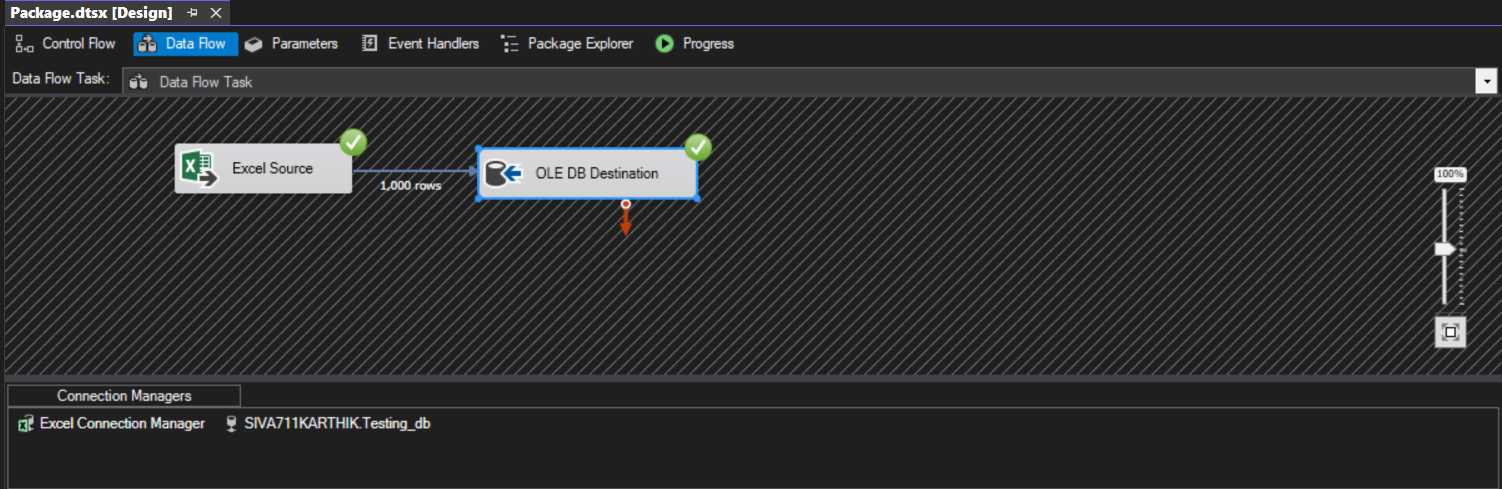 Package.dtsx [Design]
Control Flow Data Flow Parameters Event Handlers Package Explorer Progress
Data Flow Task: Data Flow Task
Excel Source
OLE DB Destination
1,000 rows
100%
Connection Managers
Excel Connection Manager SIVA711KARTHIK.Testing_db